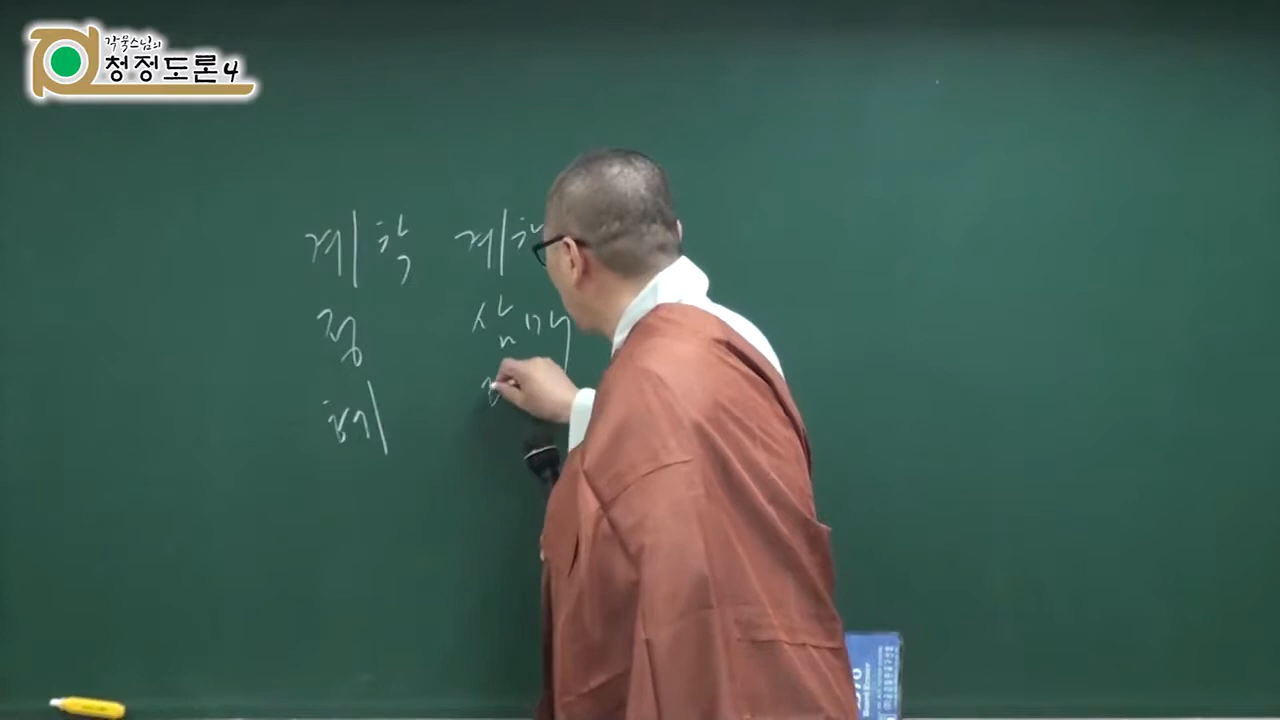 각묵스님의
청정도론 4
계학 계학
정 삼매
혜